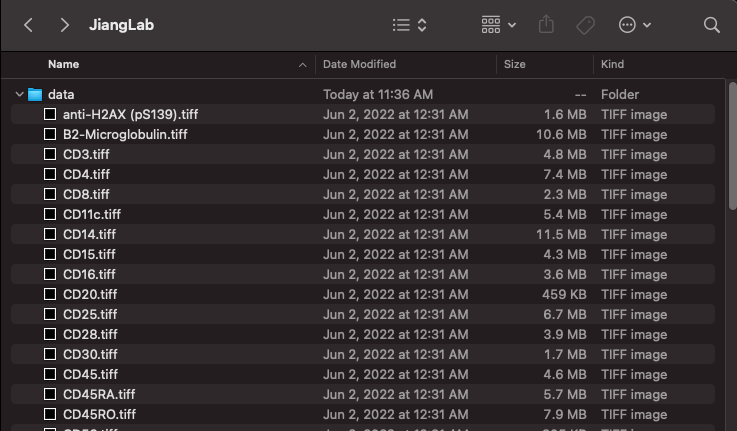 JiangLab
Name Date Modified Size Kind
data Today at 11:36 AM -- Folder
anti-H2AX (pS139).tiff Jun 2, 2022 at 12:31 AM 1.6 MB TIFF image
B2-Microglobulin.tiff Jun 2, 2022 at 12:31 AM 10.6 MB TIFF image
CD3.tiff Jun 2, 2022 at 12:31 AM 4.8 MB TIFF image
CD4.tiff Jun 2, 2022 at 12:31 AM 7.4 MB TIFF image
CD8.tiff Jun 2, 2022 at 12:31 AM 2.3 MB TIFF image
CD11c.tiff Jun 2, 2022 at 12:31 AM 5.4 MB TIFF image
CD14.tiff Jun 2, 2022 at 12:31 AM 11.5 MB TIFF image
CD15.tiff Jun 2, 2022 at 12:31 AM 4.3 MB TIFF image
CD16.tiff Jun 2, 2022 at 12:31 AM 3.6 MB TIFF image
CD20.tiff Jun 2, 2022 at 12:31 AM 459 KB TIFF image
CD25.tiff Jun 2, 2022 at 12:31 AM 6.7 MB TIFF image
CD28.tiff Jun 2, 2022 at 12:31 AM 3.9 MB TIFF image
CD30.tiff Jun 2, 2022 at 12:31 AM 1.7 MB TIFF image
CD45.tiff Jun 2, 2022 at 12:31 AM 4.6 MB TIFF image
CD45RA.tiff Jun 2, 2022 at 12:31 AM 5.7 MB TIFF image
CD45RO.tiff Jun 2, 2022 at 12:31 AM 7.9 MB TIFF image